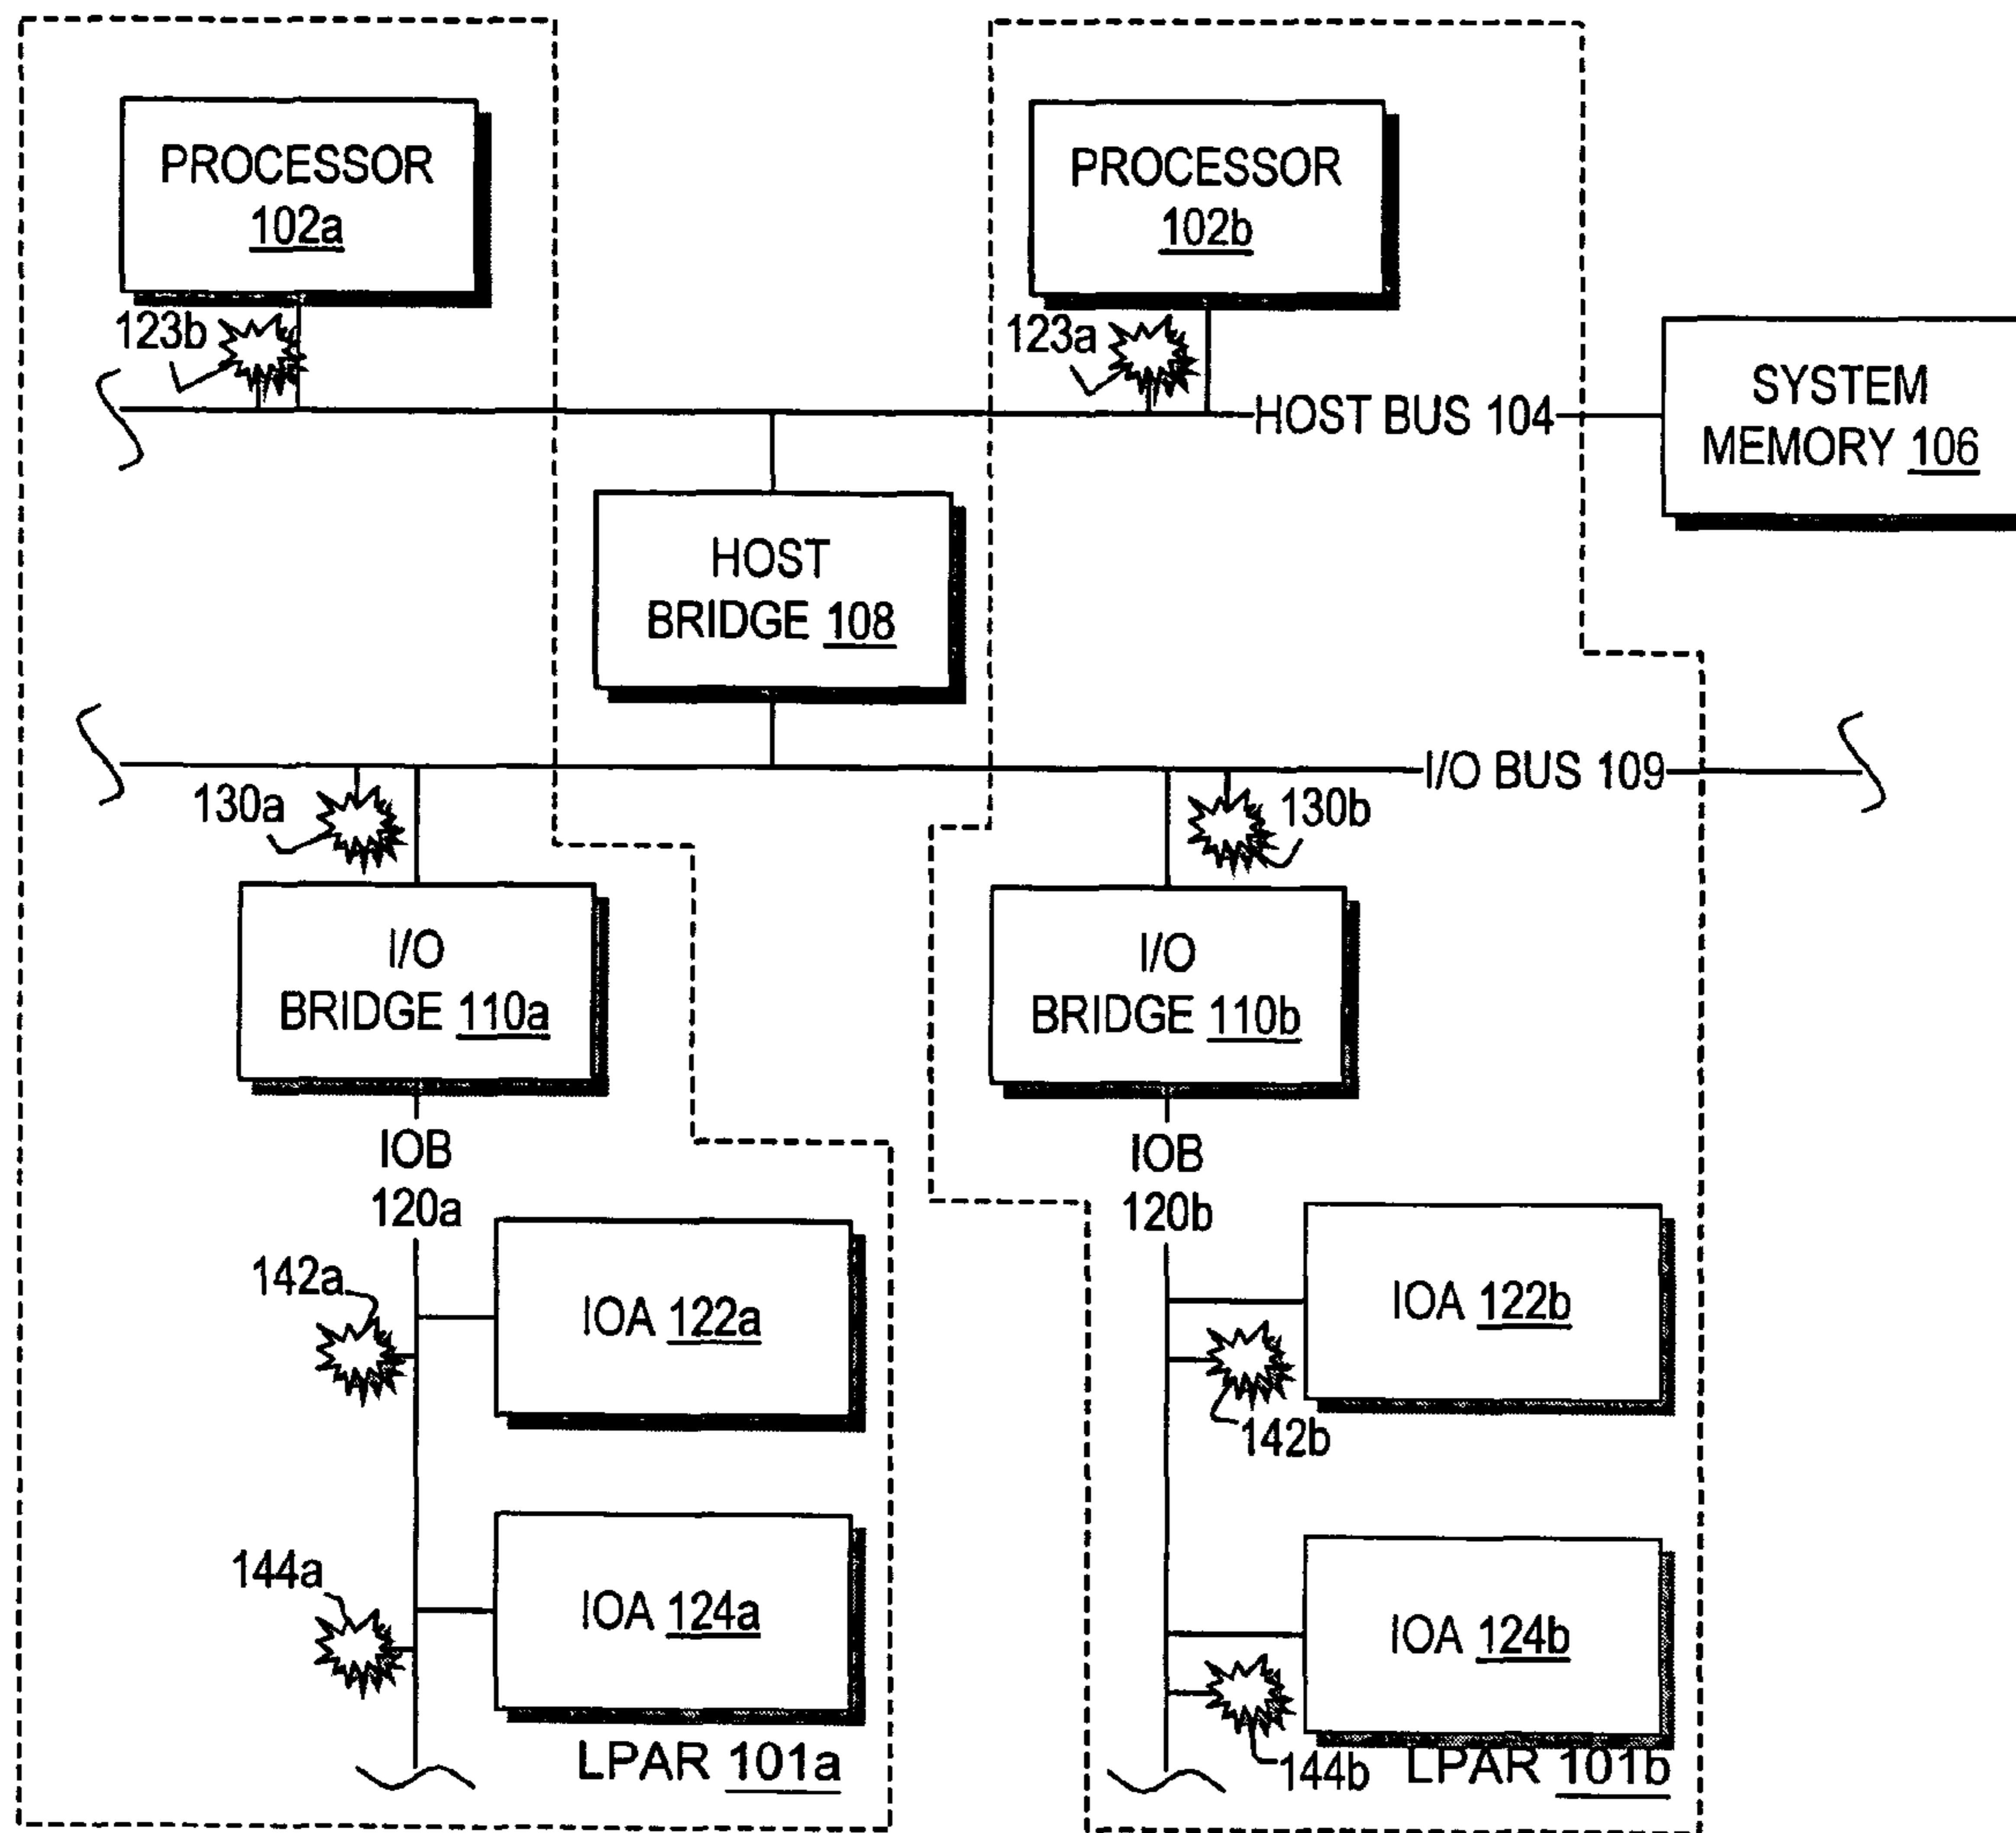 PROCESSOR
102a
PROCESSOR
102b
123b
123a
HOST BUS 104
SYSTEM
MEMORY 106
HOST
BRIDGE 108
I/O BUS 109
130a
130b
I/O
BRIDGE 110a
I/O
BRIDGE 110b
IOB
120a
IOB
120b
142a
IOA 122a
IOA 122b
142b
144a
IOA 124a
IOA 124b
144b
LPAR 101a
LPAR 101b